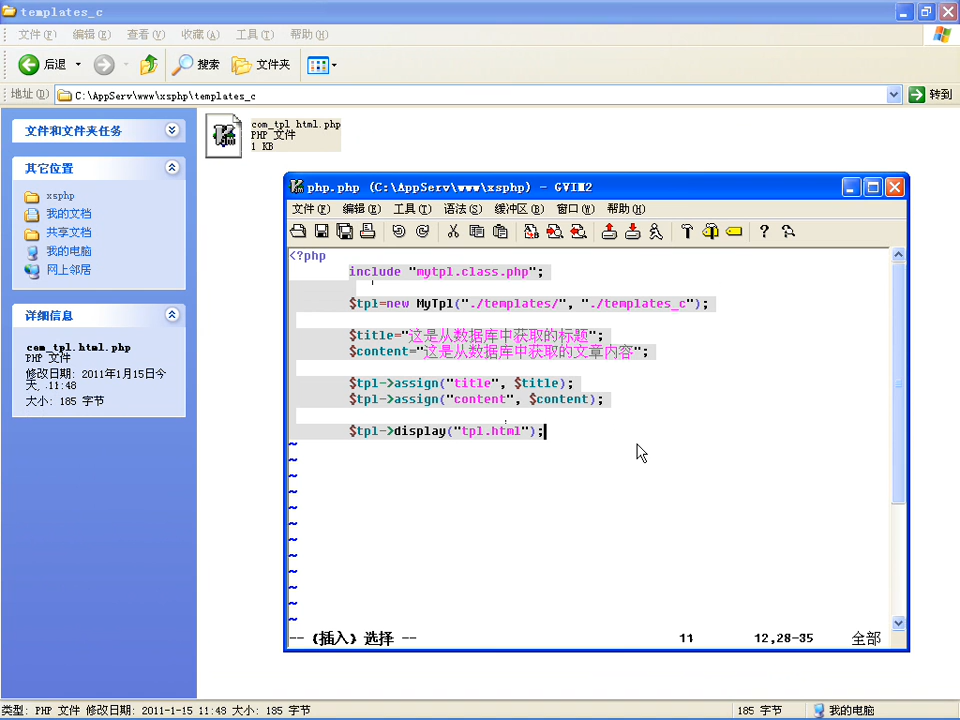 templates_c
文件(F) 编辑(E) 查看(V) 收藏(A) 工具(T) 帮助(H)
后退 搜索 文件夹
地址(D) C:\AppServ\www\xsphp\templates_c 转到
文件和文件夹任务
其它位置
xsphp
我的文档
共享文档
我的电脑
网上邻居
详细信息
com_tpl.html.php
PHP 文件
修改日期: 2011年1月15日今
天, 11:48
大小: 185 字节
com_tpl.html.php
PHP 文件
1 KB
php.php (C:\AppServ\www\xsphp) - GVIM2
文件(F) 编辑(E) 工具(T) 语法(S) 缓冲区(B) 窗口(W) 帮助(H)
<?php
include "mytpl.class.php";
$tpl=new MyTpl("./templates/", "./templates_c");
$title="这是从数据库中获取的标题";
$content="这是从数据库中获取的文章内容";
$tpl->assign("title", $title);
$tpl->assign("content", $content);
$tpl->display("tpl.html");
~
~
~
~
~
~
~
~
~
~
~
~
-- (插入) 选择 -- 11 12,28-35 全部
类型: PHP 文件 修改日期: 2011-1-15 11:48 大小: 185 字节 185 字节 我的电脑